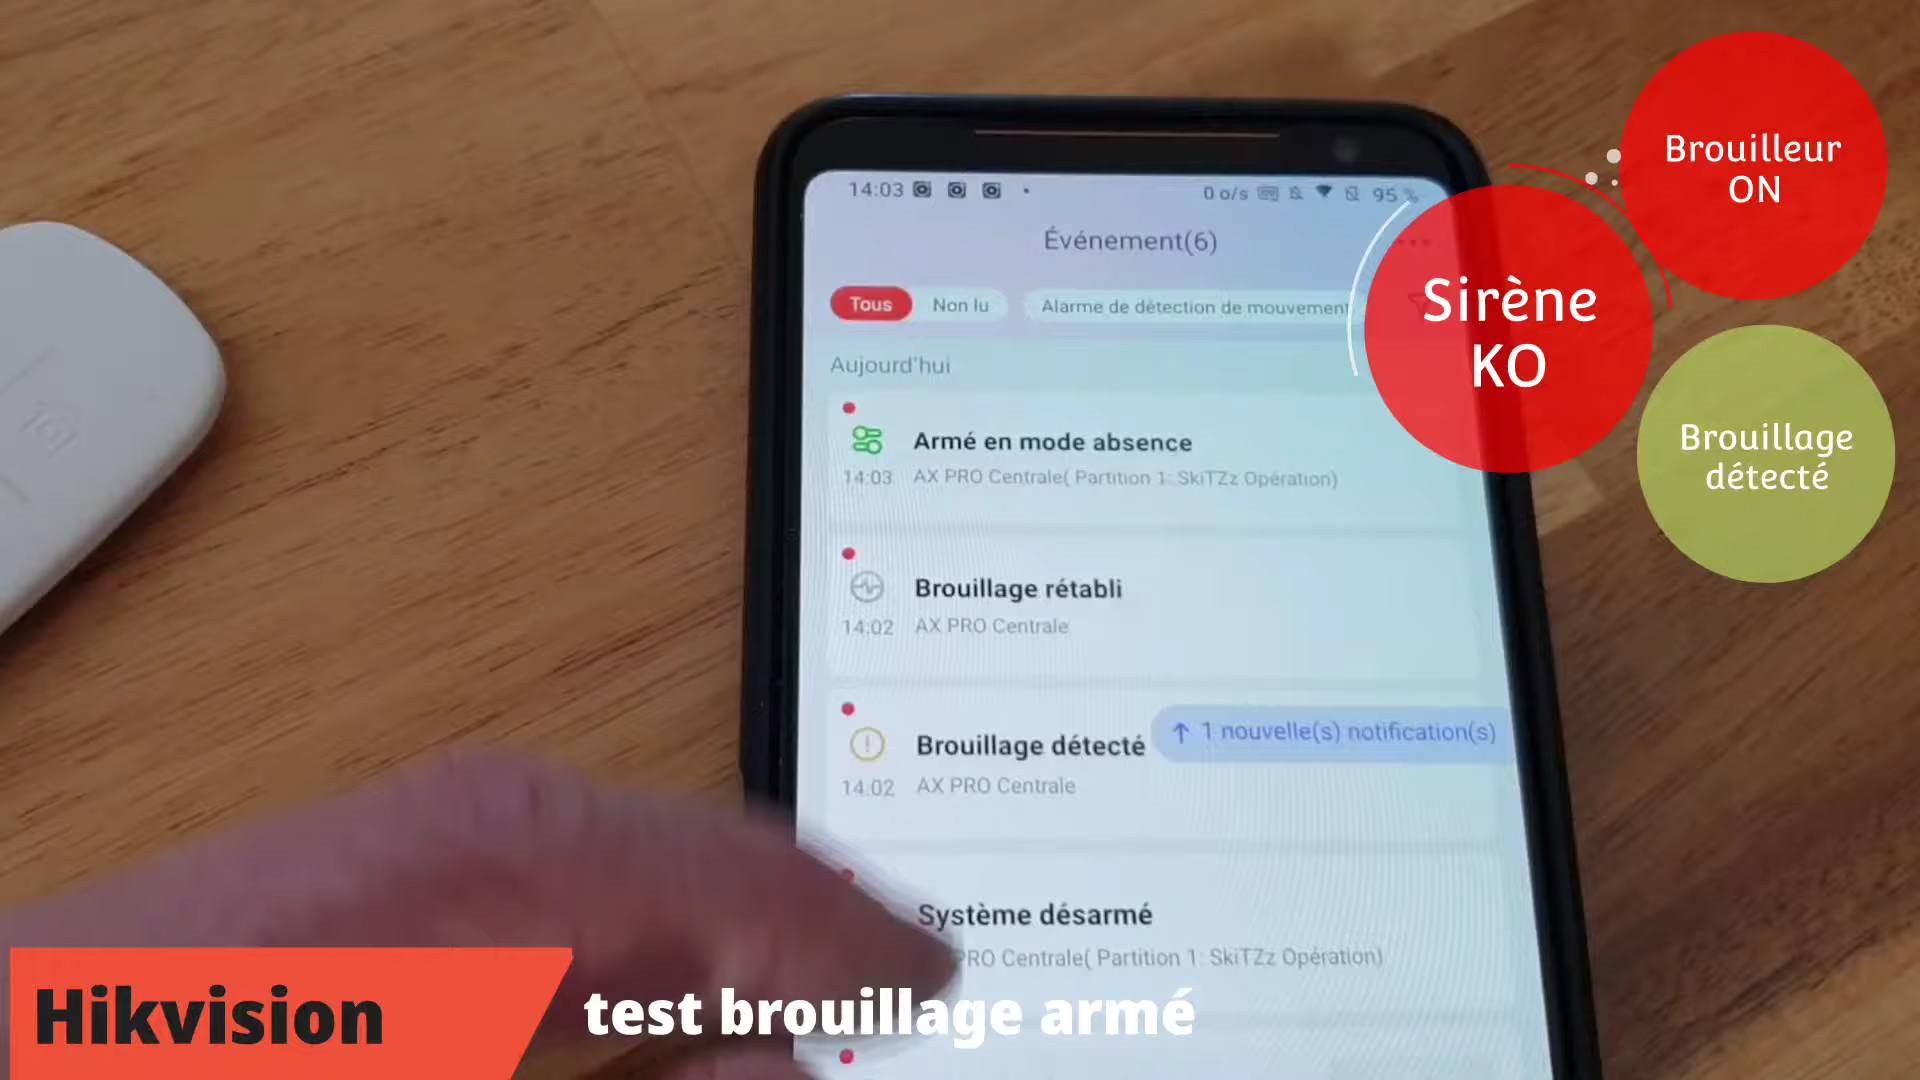 14:03
0 o/s
95 %
Événement(6)
Tous
Non lu
Alarme de détection de mouvement
Aujourd'hui
Armé en mode absence
14:03
AX PRO Centrale( Partition 1: SkiTZz Opération)
Brouillage rétabli
14:02
AX PRO Centrale
Brouillage détecté
14:02
AX PRO Centrale
↑ 1 nouvelle(s) notification(s)
Système désarmé
PRO Centrale( Partition 1: SkiTZz Opération)
Brouilleur
ON
Sirène
KO
Brouillage
détecté
Hikvision
test brouillage armé